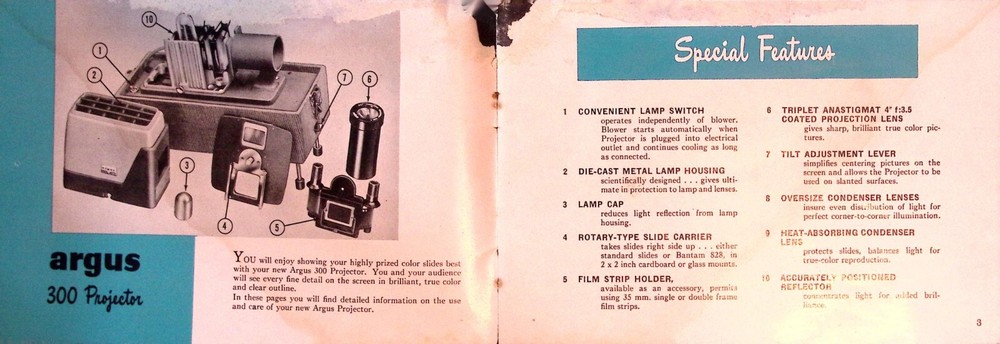 10
1
2
3
4
5
6
7
argus
300 Projector
YOU will enjoy showing your highly prized color slides best
with your new Argus 300 Projector. You and your audience
will see every fine detail on the screen in brilliant, true color
and clear outline.
In these pages you will find detailed information on the use
and care of your new Argus Projector.
Special Features
1 CONVENIENT LAMP SWITCH
operates independently of blower.
Blower starts automatically when
Projector is plugged into electrical
outlet and continues cooling as long
as connected.
2 DIE-CAST METAL LAMP HOUSING
scientifically designed . . . gives ulti-
mate in protection to lamp and lenses.
3 LAMP CAP
reduces light reflection from lamp
housing.
4 ROTARY-TYPE SLIDE CARRIER
takes slides right side up . . . either
standard slides or Bantam 828, in
2 x 2 inch cardboard or glass mounts.
5 FILM STRIP HOLDER,
available as an accessory, permits
using 35 mm. single or double frame
film strips.
6 TRIPLET ANASTIGMAT 4" f:3.5
COATED PROJECTION LENS
gives sharp, brilliant true color pic-
tures.
7 TILT ADJUSTMENT LEVER
simplifies centering pictures on the
screen and allows the Projector to be
used on slanted surfaces.
8 OVERSIZE CONDENSER LENSES
insure even distribution of light for
perfect corner-to-corner illumination.
9 HEAT-ABSORBING CONDENSER
LENS
protects slides, balances light for
true-color reproduction.
10 ACCURATELY POSITIONED
REFLECTOR
concentrates light for added bril-
liance.
3